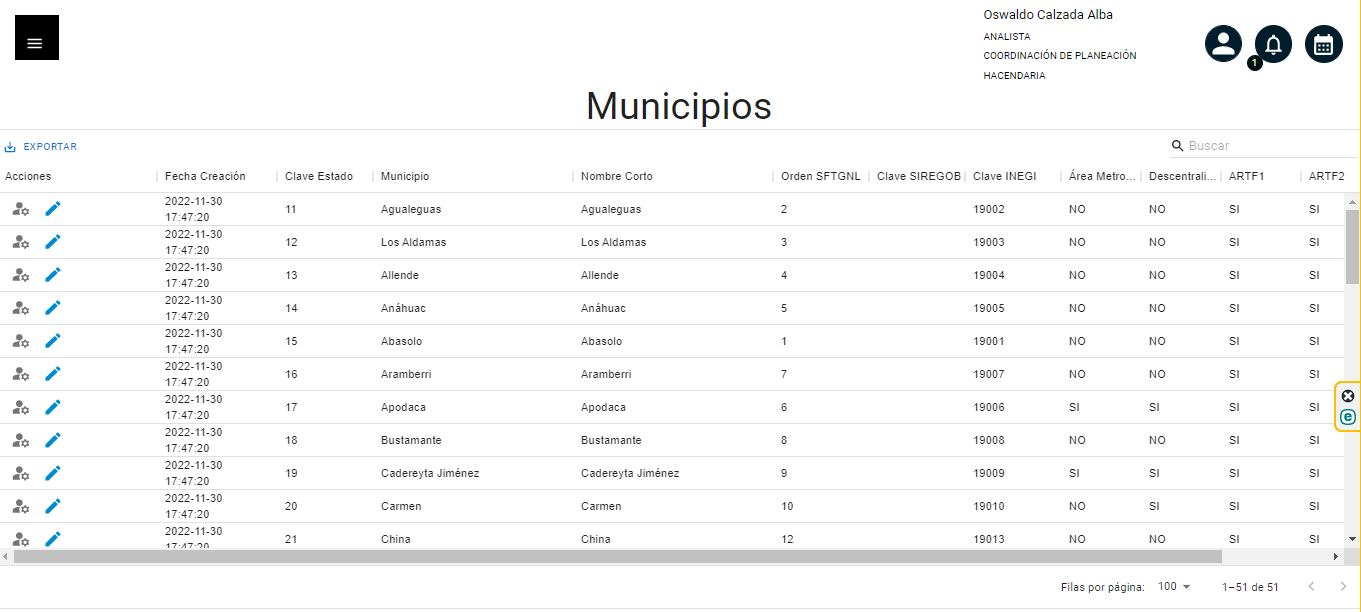 Oswaldo Calzada Alba
ANALISTA
COORDINACIÓN DE PLANEACIÓN
HACENDARIA
1
Municipios
EXPORTAR
Buscar
Acciones Fecha Creación Clave Estado Municipio Nombre Corto Orden SFTGNL Clave SIREGOB Clave INEGI Área Metro... Descentrali... ARTF1 ARTF2
2022-11-30
17:47:20 11 Agualeguas Agualeguas 2 19002 NO NO SI SI
2022-11-30
17:47:20 12 Los Aldamas Los Aldamas 3 19003 NO NO SI SI
2022-11-30
17:47:20 13 Allende Allende 4 19004 NO NO SI SI
2022-11-30
17:47:20 14 Anáhuac Anáhuac 5 19005 NO NO SI SI
2022-11-30
17:47:20 15 Abasolo Abasolo 1 19001 NO NO SI SI
2022-11-30
17:47:20 16 Aramberri Aramberri 7 19007 NO NO SI SI
2022-11-30
17:47:20 17 Apodaca Apodaca 6 19006 SI SI SI SI
2022-11-30
17:47:20 18 Bustamante Bustamante 8 19008 NO NO SI SI
2022-11-30
17:47:20 19 Cadereyta Jiménez Cadereyta Jiménez 9 19009 SI SI SI SI
2022-11-30
17:47:20 20 Carmen Carmen 10 19010 NO SI SI SI
2022-11-30
17:47:20 21 China China 12 19013 NO NO SI SI
Filas por página: 100 1–51 de 51